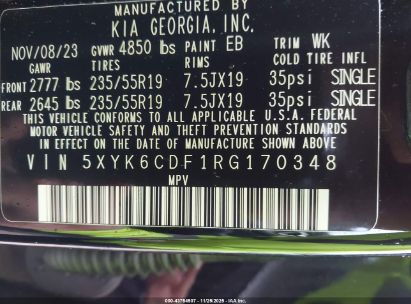 MANUFACTURED BY
KIA GEORGIA, INC.
NOV/08/23 GVWR 4850 lbs PAINT EB TRIM WK
GAWR TIRES RIMS COLD TIRE INFL
FRONT 2777 lbs 235/55R19 7.5JX19 35psi SINGLE
REAR 2645 lbs 235/55R19 7.5JX19 35psi SINGLE
THIS VEHICLE CONFORMS TO ALL APPLICABLE U.S.A. FEDERAL
MOTOR VEHICLE SAFETY, BUMPER, AND THEFT PREVENTION STANDARDS
IN EFFECT ON THE DATE OF MANUFACTURE SHOWN ABOVE.
VIN 5XYK6CDF1RG170348
MPV